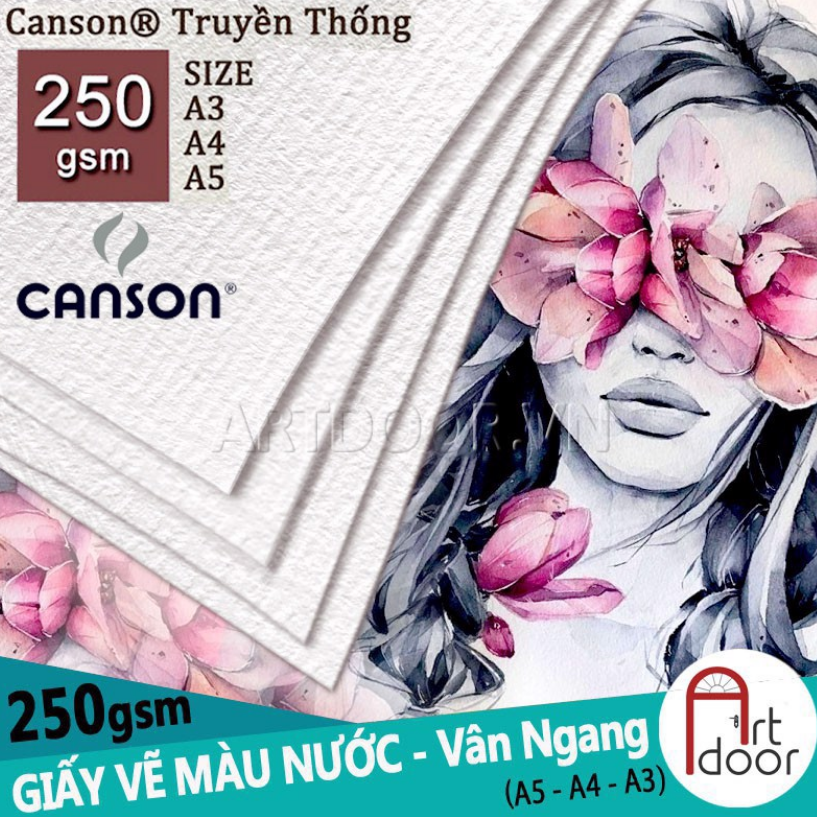 Canson® Truyền Thống
250
gsm
SIZE
A3
A4
A5
CANSON®
ARTDOOR.VN
250gsm
GIẤY VẼ MÀU NƯỚC - Vân Ngang
(A5 - A4 - A3)
Art
door